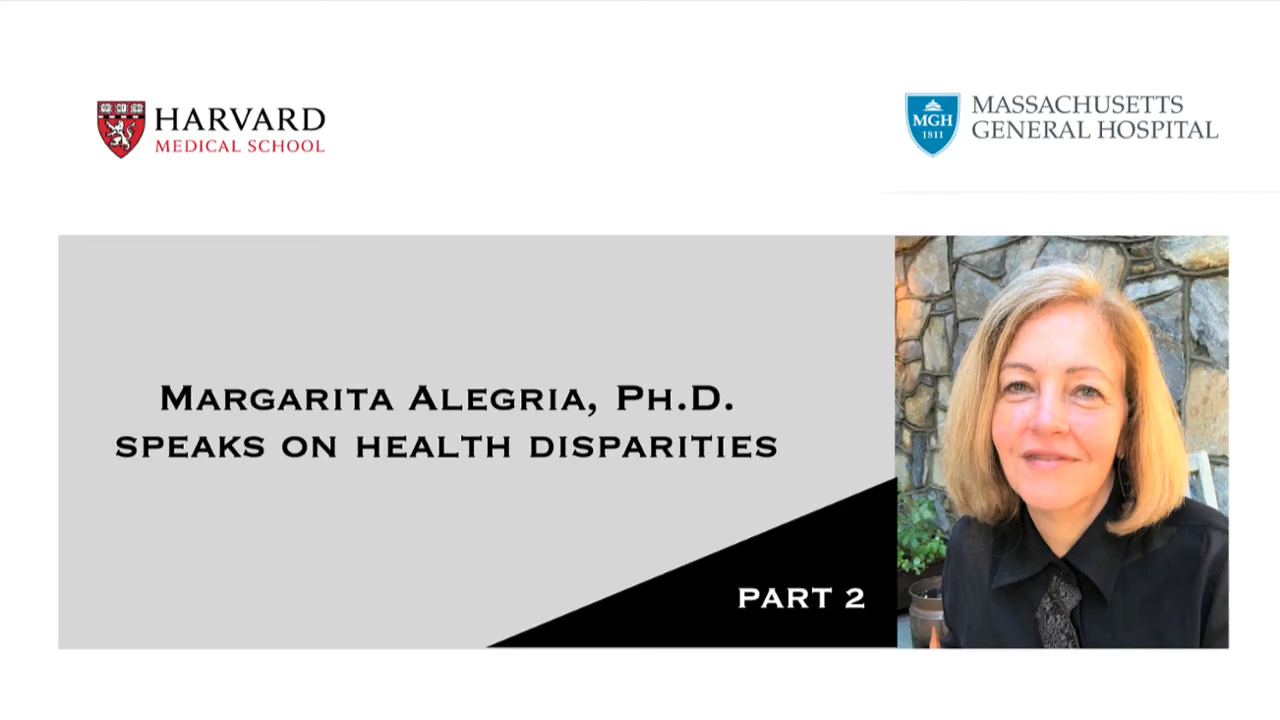 HARVARD
MEDICAL SCHOOL
MGH
1811
MASSACHUSETTS
GENERAL HOSPITAL
MARGARITA ALEGRIA, PH.D.
SPEAKS ON HEALTH DISPARITIES
PART 2